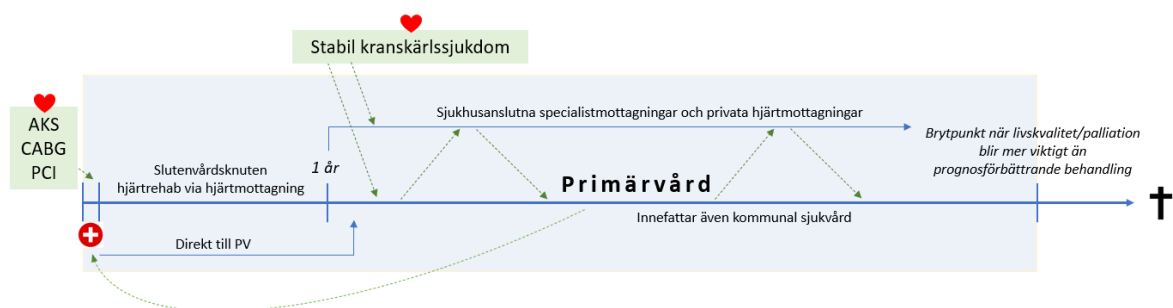 Stabil kranskärlssjukdom
AKS
CABG
PCI
Sjukhusanslutna specialistmottagningar och privata hjärtmottagningar
Slutenvårdsknuten
hjärtrehab via hjärtmottagning
1 år
Brytpunkt när livskvalitet/palliation
blir mer viktigt än
prognosförbättrande behandling
Primärvård
Innefattar även kommunal sjukvård
Direkt till PV